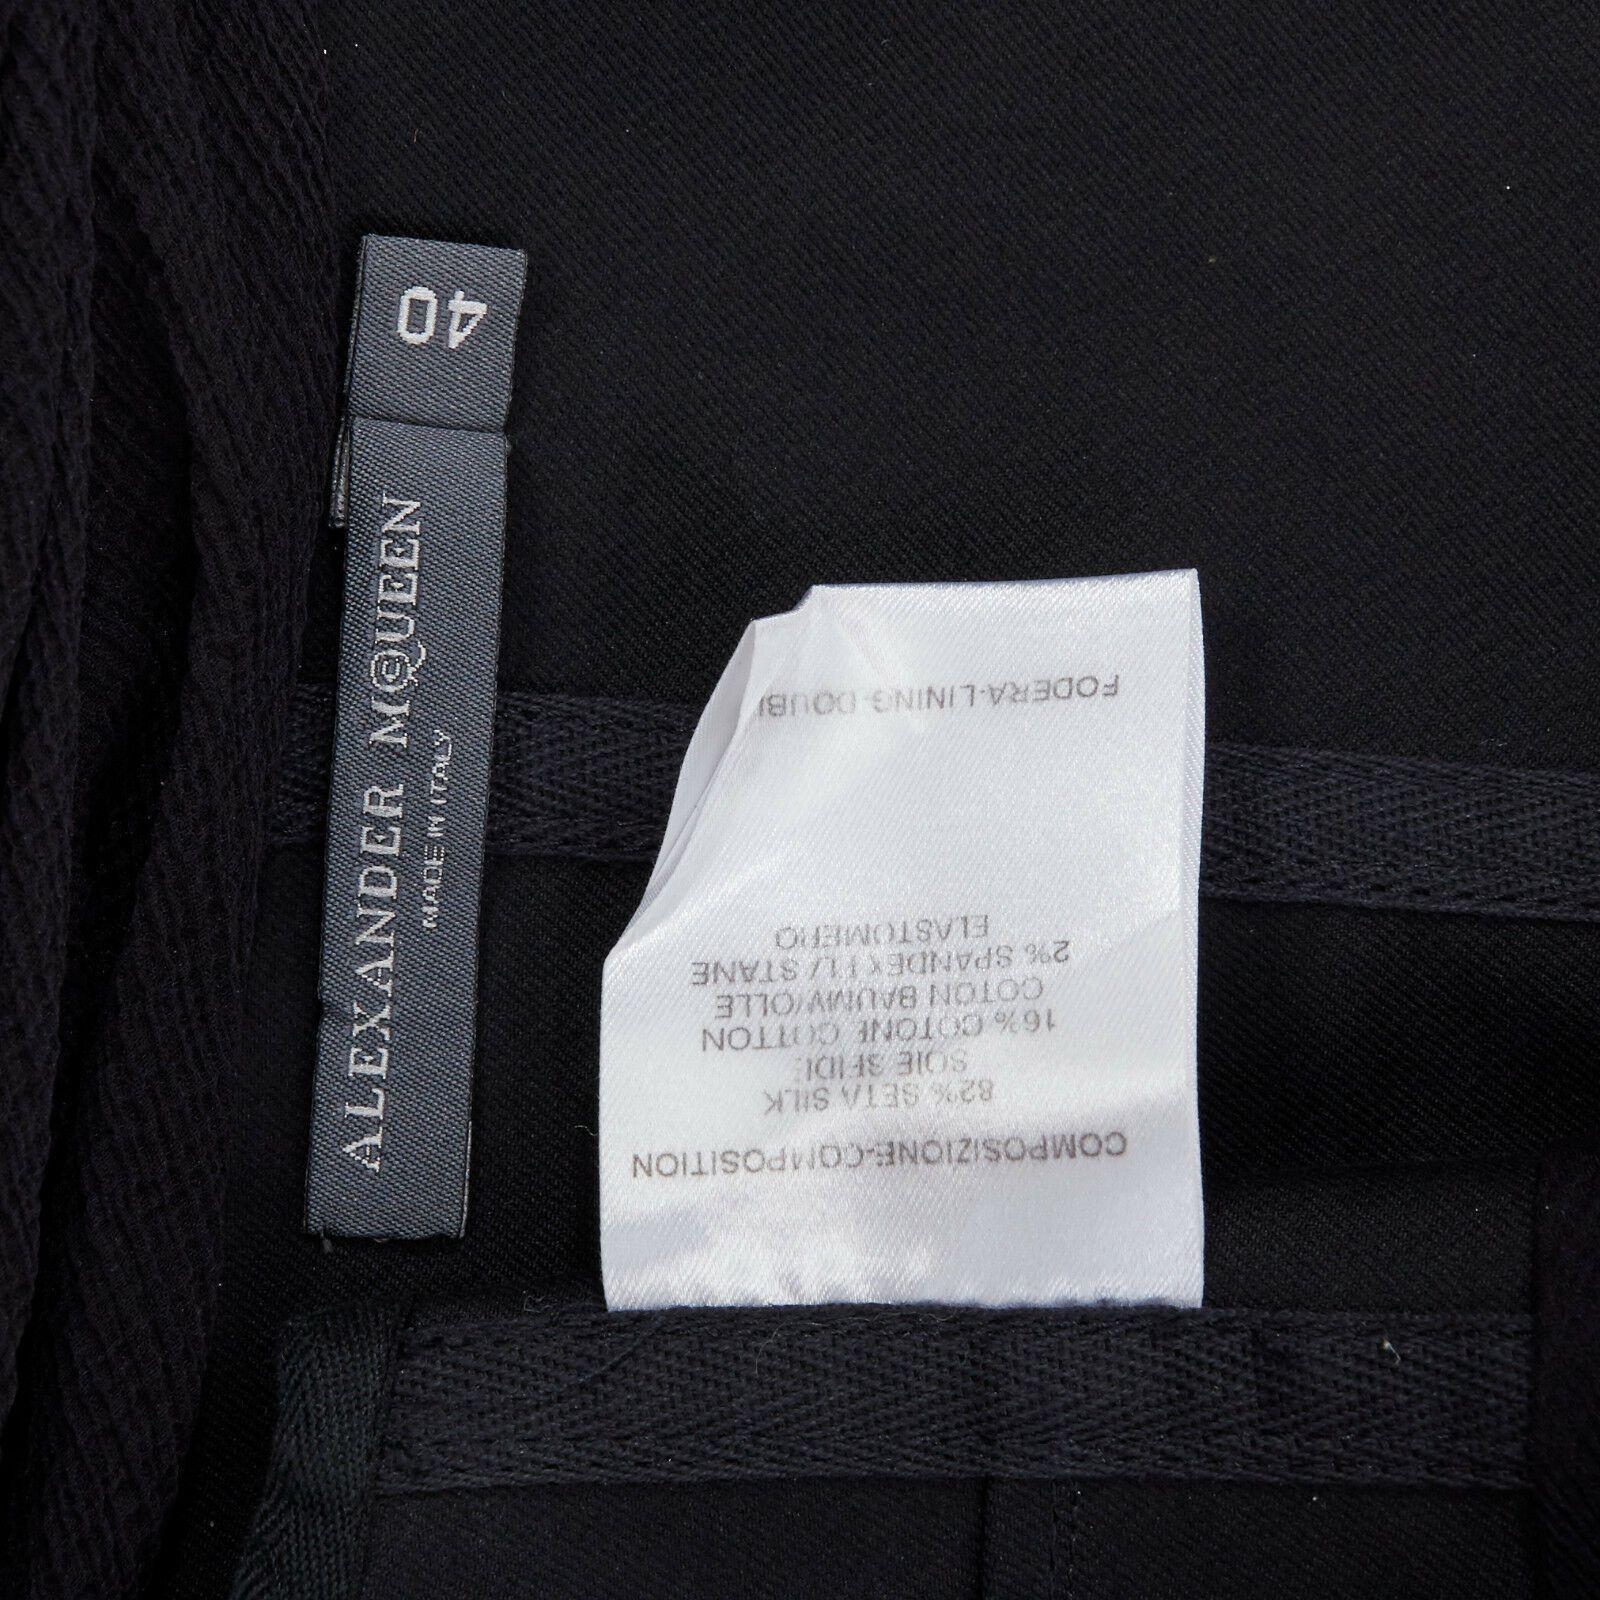 40
ALEXANDER MCQUEEN
MADE IN ITALY
COMPOSIZIONE-COMPOSITION
82% SETA SILK
SOIE SEIDE
16% COTONE COTTON
COTON BAUMWOLLE
2% SPANDEX ELASTANE
ELASTOMERO
FODERA-LINING-DOUBL